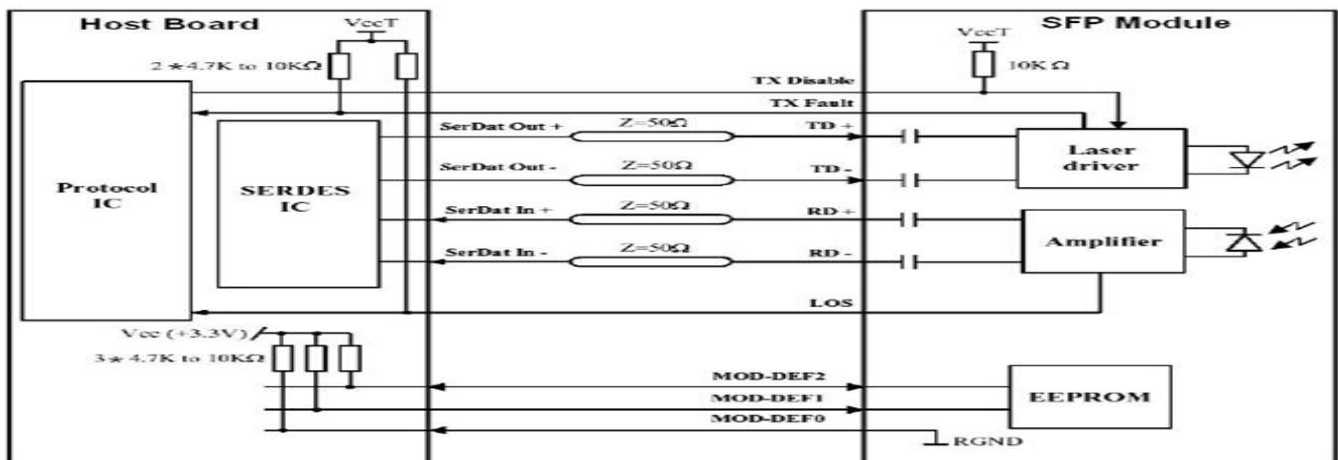 Host Board
SFP Module
VccT
VccT
2 * 4.7K to 10KΩ
10K Ω
TX Disable
TX Fault
SerDat Out +
Z=50Ω
TD +
Laser
driver
SerDat Out -
Z=50Ω
TD -
Protocol
IC
SERDES
IC
SerDat In +
Z=50Ω
RD +
Amplifier
SerDat In -
Z=50Ω
RD -
LOS
Vcc (+3.3V)
3 * 4.7K to 10KΩ
MOD-DEF2
MOD-DEF1
EEPROM
MOD-DEF0
RGND